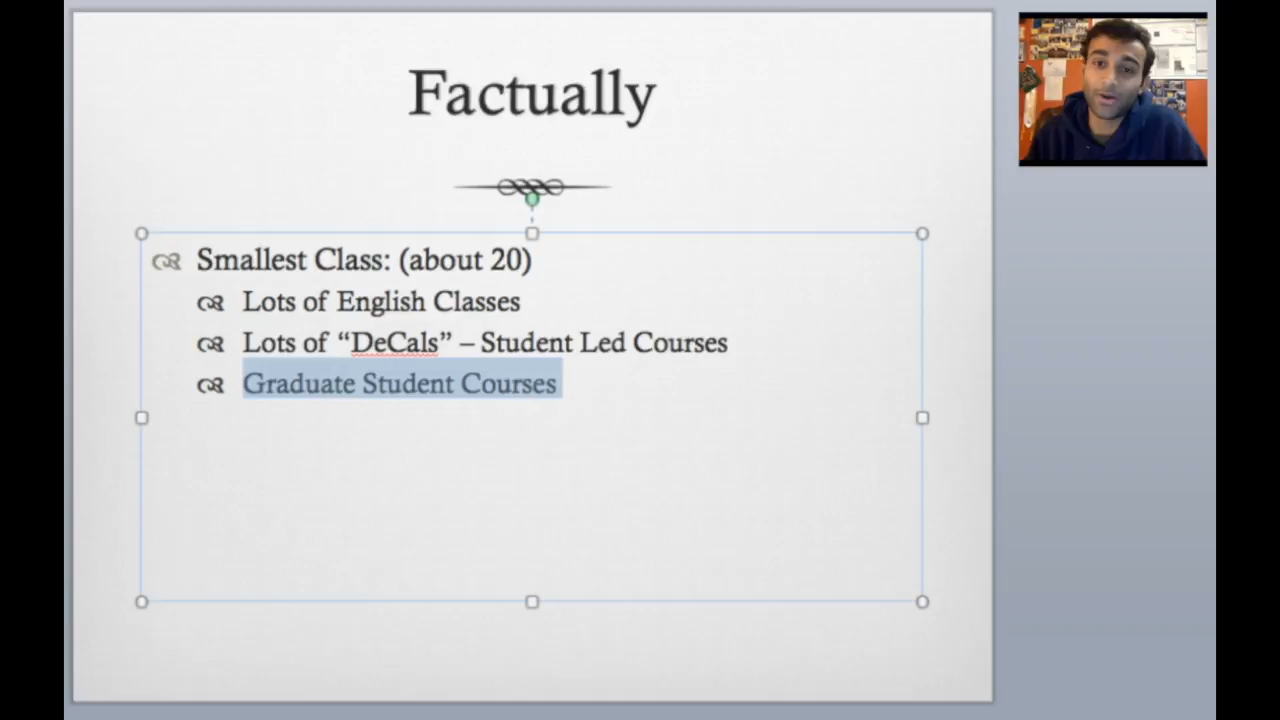 Factually
Smallest Class: (about 20)
Lots of English Classes
Lots of “DeCals” – Student Led Courses
Graduate Student Courses